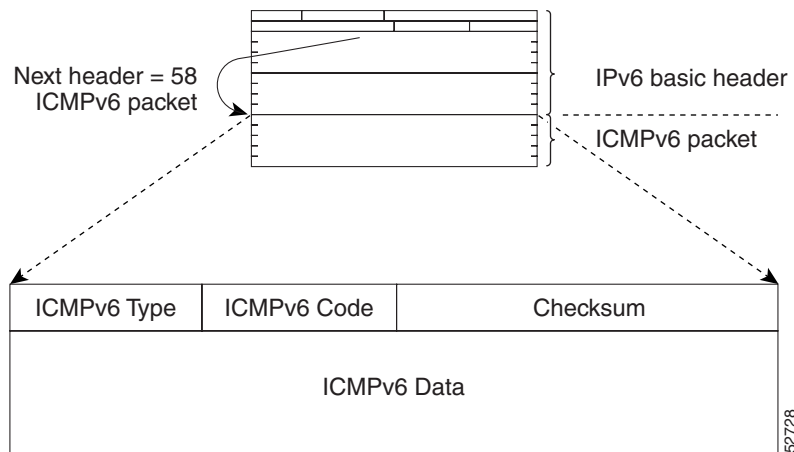 Next header = 58
ICMPv6 packet
IPv6 basic header
ICMPv6 packet
ICMPv6 Type
ICMPv6 Code
Checksum
ICMPv6 Data
52728